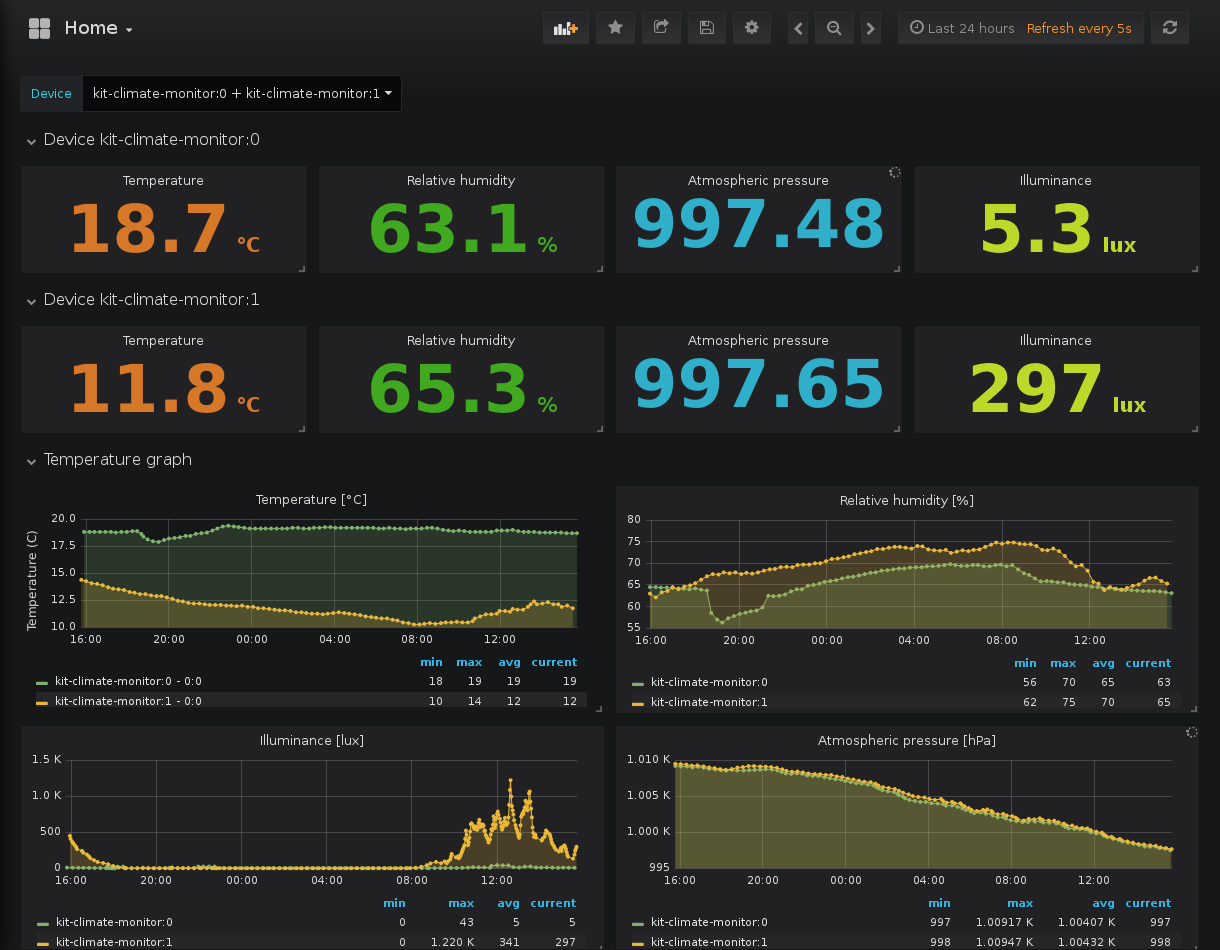 Home
Last 24 hours Refresh every 5s
Device kit-climate-monitor:0 + kit-climate-monitor:1
Device kit-climate-monitor:0
Temperature Relative humidity Atmospheric pressure Illuminance
18.7 °C 63.1 % 997.48 5.3 lux
Device kit-climate-monitor:1
Temperature Relative humidity Atmospheric pressure Illuminance
11.8 °C 65.3 % 997.65 297 lux
Temperature graph
Temperature [°C]
Temperature (C)
20.0
17.5
15.0
12.5
10.0
16:00 20:00 00:00 04:00 08:00 12:00
min max avg current
kit-climate-monitor:0 - 0:0 18 19 19 19
kit-climate-monitor:1 - 0:0 10 14 12 12
Relative humidity [%]
80
75
70
65
60
55
16:00 20:00 00:00 04:00 08:00 12:00
min max avg current
kit-climate-monitor:0 56 70 65 63
kit-climate-monitor:1 62 75 70 65
Illuminance [lux]
1.5 K
1.0 K
500
0
16:00 20:00 00:00 04:00 08:00 12:00
min max avg current
kit-climate-monitor:0 0 43 5 5
kit-climate-monitor:1 0 1.220 K 341 297
Atmospheric pressure [hPa]
1.010 K
1.005 K
1.000 K
995
16:00 20:00 00:00 04:00 08:00 12:00
min max avg current
kit-climate-monitor:0 997 1.00917 K 1.00407 K 997
kit-climate-monitor:1 998 1.00947 K 1.00432 K 998